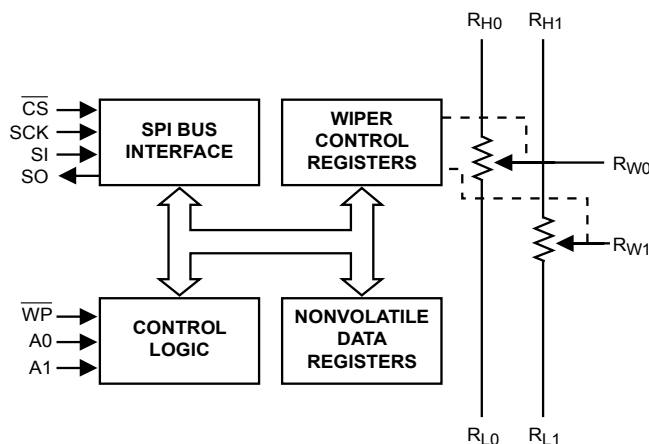 RH0 RH1
CS
SCK
SI
SO
SPI BUS
INTERFACE
WIPER
CONTROL
REGISTERS
RW0
RW1
WP
A0
A1
CONTROL
LOGIC
NONVOLATILE
DATA
REGISTERS
RL0 RL1